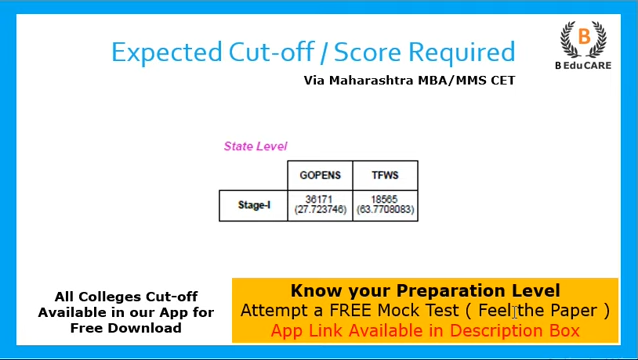 Expected Cut-off / Score Required
B
B Edu CARE
Via Maharashtra MBA/MMS CET
State Level
GOPENS TFWS
Stage-I 36171 18565
(27.723746) (63.7708083)
All Colleges Cut-off
Available in our App for
Free Download
Know your Preparation Level
Attempt a FREE Mock Test ( Feel the Paper )
App Link Available in Description Box